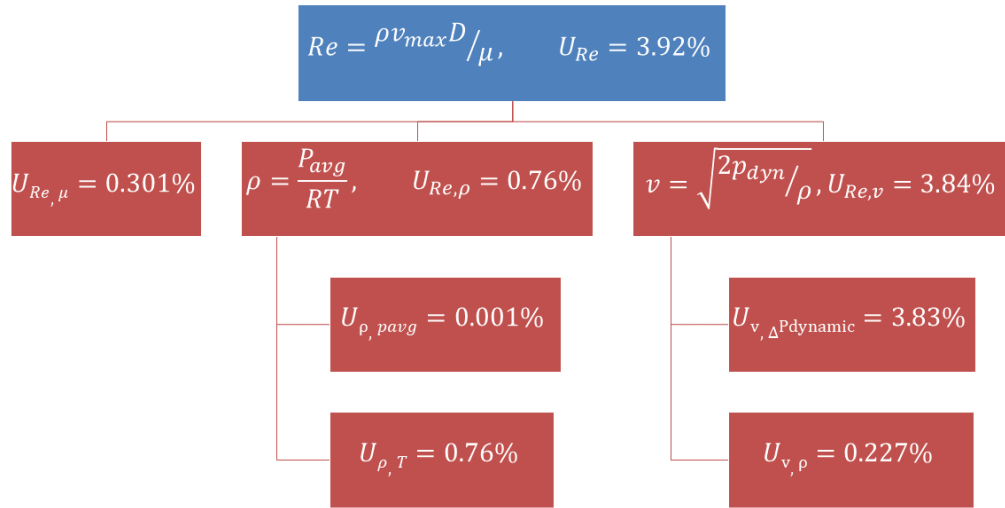 Re = ρv_max D/μ, U_Re = 3.92%
U_Re, μ = 0.301%
ρ = P_avg/RT, U_Re,ρ = 0.76%
v = √(2p_dyn/ρ), U_Re,v = 3.84%
U_ρ, pavg = 0.001%
U_v, ΔPdynamic = 3.83%
U_ρ, T = 0.76%
U_v, ρ = 0.227%